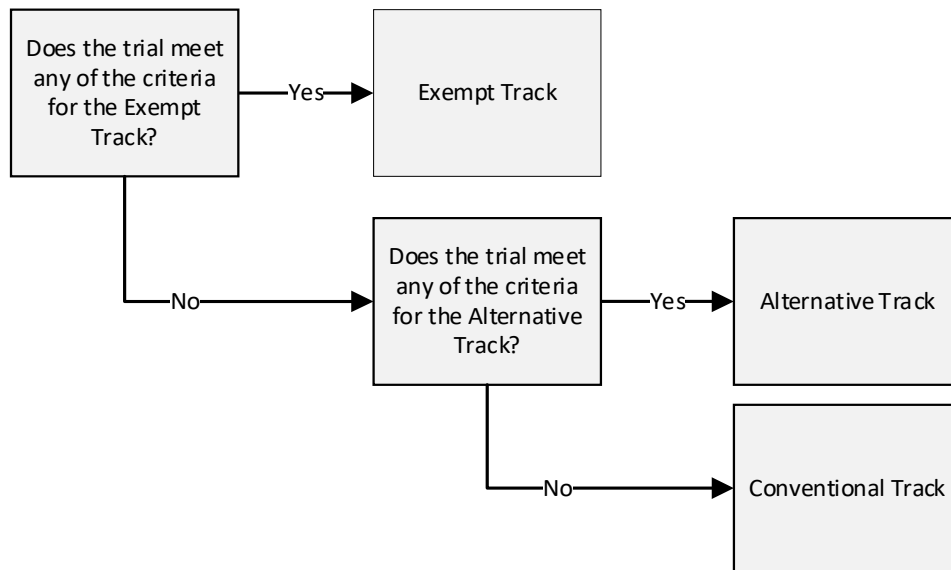 Does the trial meet
any of the criteria
for the Exempt
Track?
Yes
Exempt Track
No
Does the trial meet
any of the criteria
for the Alternative
Track?
Yes
Alternative Track
No
Conventional Track